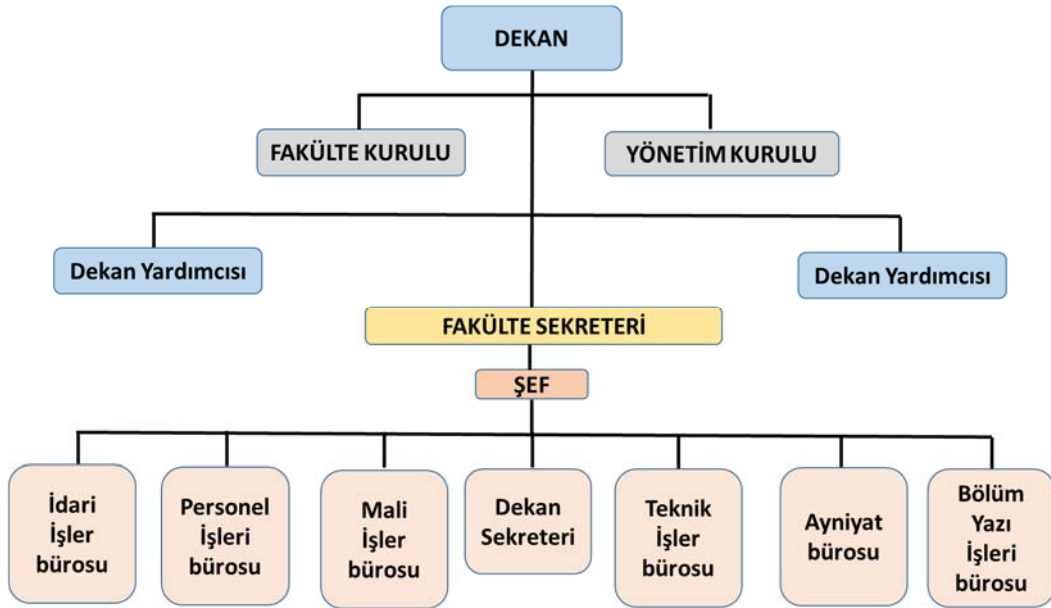 DEKAN
FAKÜLTE KURULU
YÖNETİM KURULU
Dekan Yardımcısı
Dekan Yardımcısı
FAKÜLTE SEKRETERİ
ŞEF
İdari
İşler
bürosu
Personel
İşleri
bürosu
Mali
İşler
bürosu
Dekan
Sekreteri
Teknik
İşler
bürosu
Ayniyat
bürosu
Bölüm
Yazı
İşleri
bürosu